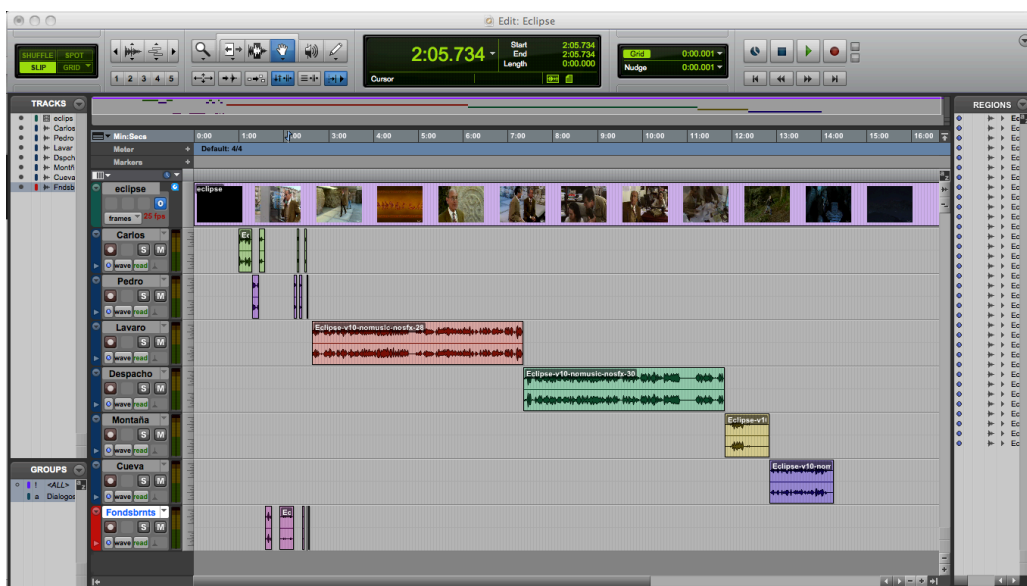 Edit: Eclipse
SHUFFLE SPOT
SLIP GRID
1 2 3 4 5
2:05.734
Start 2:05.734
End 2:05.734
Length 0:00.000
Cursor
Grid 0:00.001
Nudge 0:00.001
TRACKS
eclips
Carlos
Pedro
Lavar
Dspch
Montñ
Cueva
Fndsb
REGIONS
Min:Secs 0:00 1:00 2:00 3:00 4:00 5:00 6:00 7:00 8:00 9:00 10:00 11:00 12:00 13:00 14:00 15:00 16:00
Meter Default: 4/4
Markers
eclipse eclipse
frames 25 fps
Carlos Ec
S M
wave read
Pedro
S M
wave read
Lavaro Eclipse-v10-nomusic-nosfx-28
S M
wave read
Despacho Eclipse-v10-nomusic-nosfx-30
S M
wave read
Montaña Eclipse-v1
S M
wave read
Cueva Eclipse-v10-nom
S M
wave read
GROUPS
! <ALL>
a Dialogos
Fondsbrnts Ec
S M
wave read